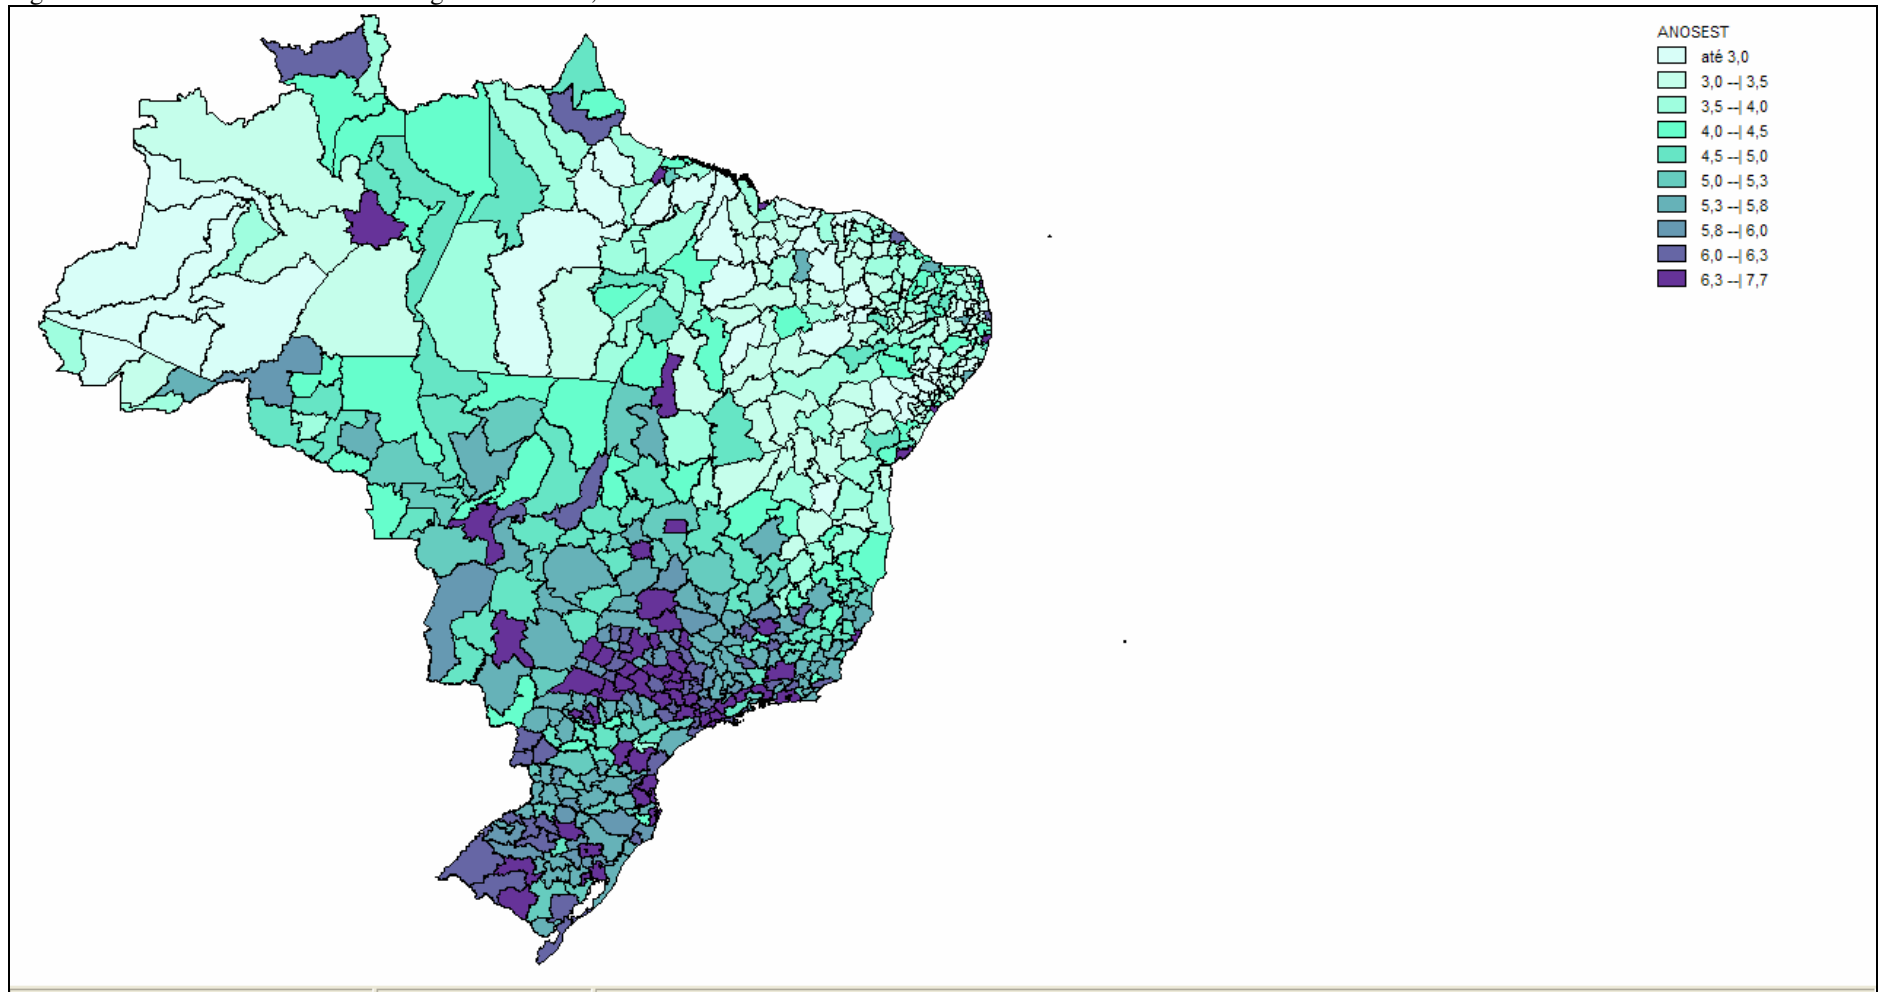 ANOSEST
até 3,0
3,0 --| 3,5
3,5 --| 4,0
4,0 --| 4,5
4,5 --| 5,0
5,0 --| 5,3
5,3 --| 5,8
5,8 --| 6,0
6,0 --| 6,3
6,3 --| 7,7